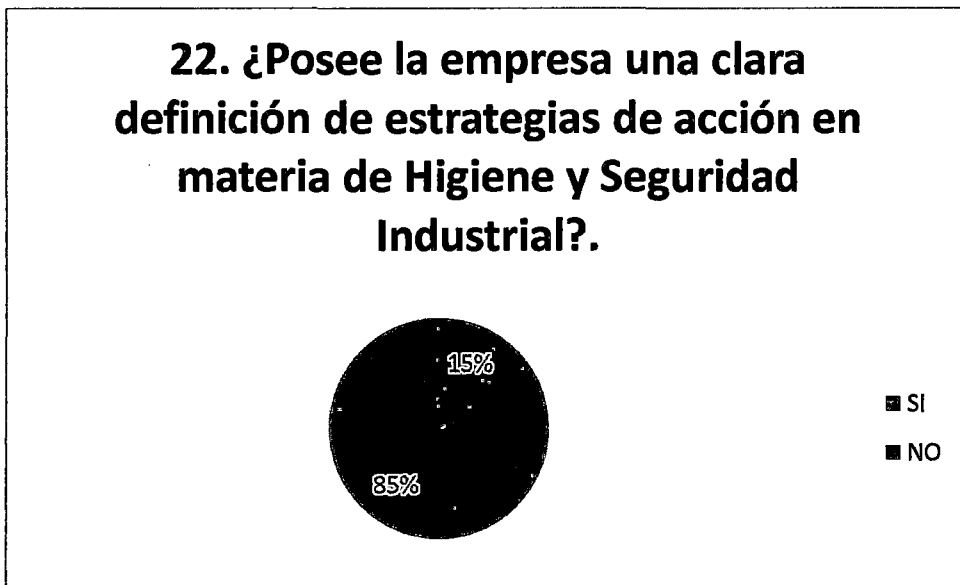 22. ¿Posee la empresa una clara
definición de estrategias de acción en
materia de Higiene y Seguridad
Industrial?.
15%
85%
SI
NO